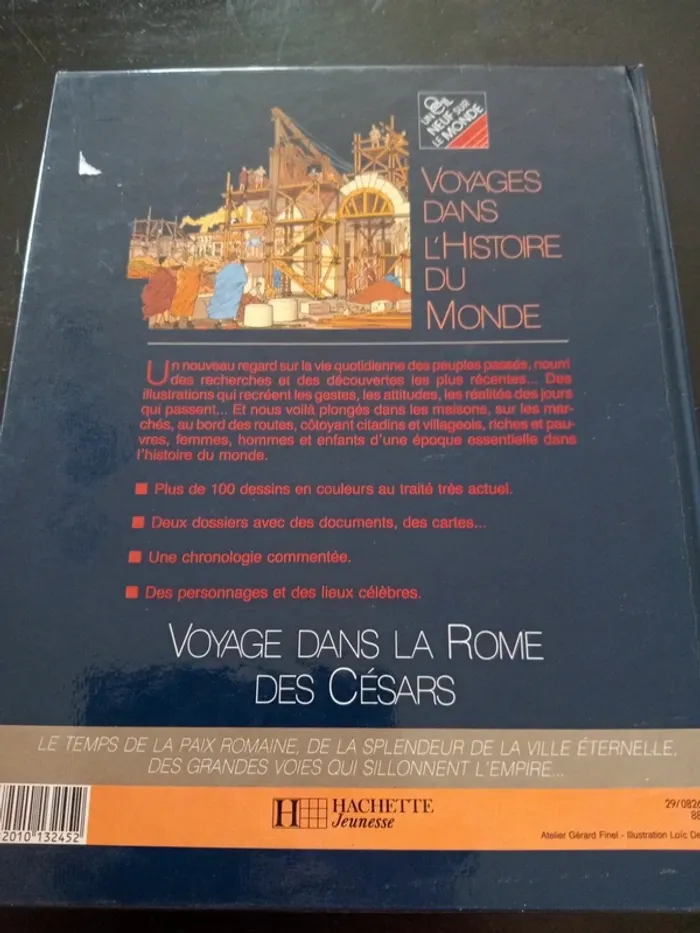 UN ŒIL
NEUF SUR
LE MONDE
VOYAGES
DANS
L'HISTOIRE
DU
MONDE
Un nouveau regard sur la vie quotidienne des peuples passés, nourri
des recherches et des découvertes les plus récentes... Des
illustrations qui recréent les gestes, les attitudes, les réalités des jours
qui passent... Et nous voilà plongés dans les maisons, sur les mar-
chés, au bord des routes, côtoyant citadins et villageois, riches et pau-
vres, femmes, hommes et enfants d'une époque essentielle dans
l'histoire du monde.
■ Plus de 100 dessins en couleurs au traité très actuel.
■ Deux dossiers avec des documents, des cartes...
■ Une chronologie commentée.
■ Des personnages et des lieux célèbres.
VOYAGE DANS LA ROME
DES CÉSARS
LE TEMPS DE LA PAIX ROMAINE, DE LA SPLENDEUR DE LA VILLE ÉTERNELLE,
DES GRANDES VOIES QUI SILLONNENT L'EMPIRE...
H HACHETTE
Jeunesse
2010 132452
29/0826
88
Atelier Gérard Finel - Illustration Loïc De